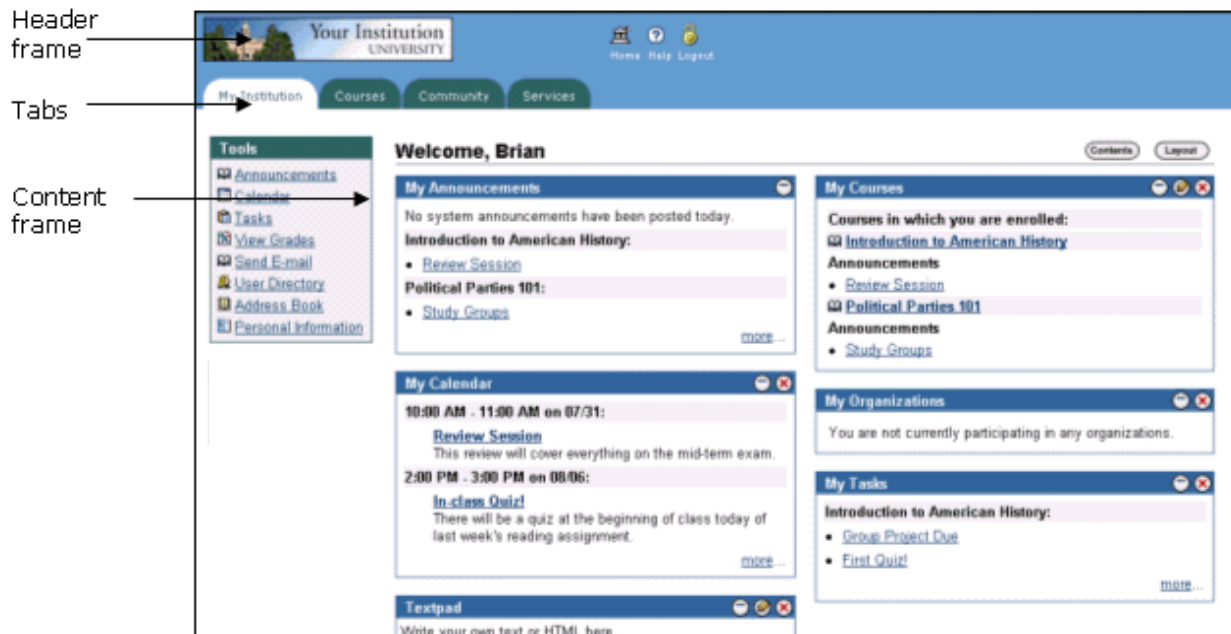 Header
frame
Your Institution
UNIVERSITY
Home Help Logout
Tabs
My Institution Courses Community Services
Content
frame
Tools
Announcements
Calendar
Tasks
View Grades
Send E-mail
User Directory
Address Book
Personal Information
Welcome, Brian
Contents Layout
My Announcements
No system announcements have been posted today.
Introduction to American History:
• Review Session
Political Parties 101:
• Study Groups
more...
My Calendar
10:00 AM - 11:00 AM on 07/31:
Review Session
This review will cover everything on the mid-term exam.
2:00 PM - 3:00 PM on 08/06:
In-class Quiz!
There will be a quiz at the beginning of class today of
last week's reading assignment.
more...
Textpad
Write your own text or HTML here
My Courses
Courses in which you are enrolled:
Introduction to American History
Announcements
• Review Session
Political Parties 101
Announcements
• Study Groups
My Organizations
You are not currently participating in any organizations.
My Tasks
Introduction to American History:
• Group Project Due
• First Quiz!
more...